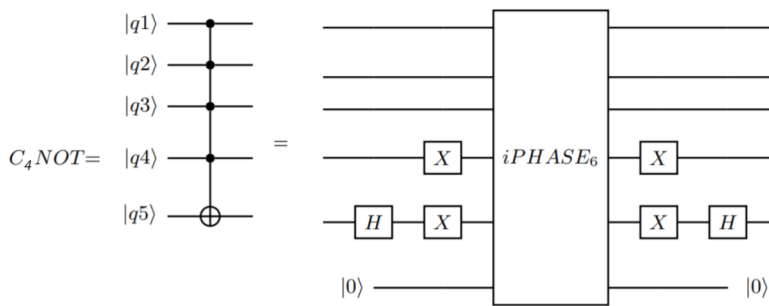 |q1⟩
|q2⟩
|q3⟩
C₄NOT= |q4⟩ = X iPHASE₆ X
|q5⟩ H X X H
|0⟩ |0⟩